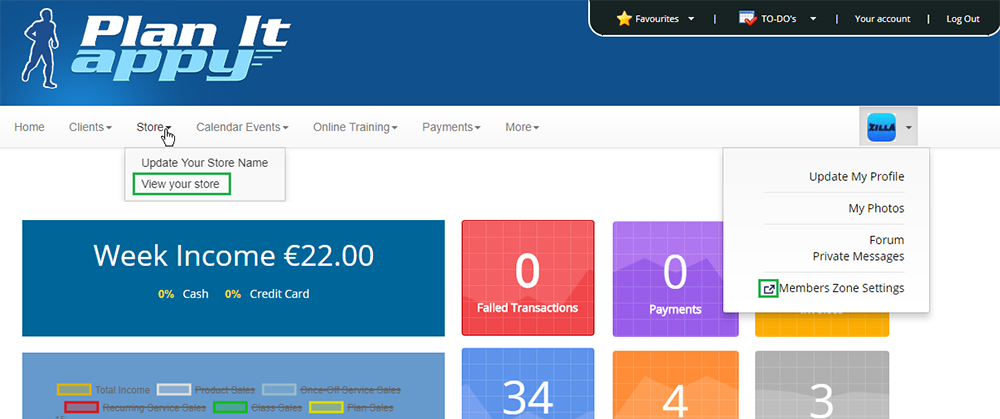 Plan It
appy
Favourites | TO-DO's | Your account | Log Out
Home Clients Store Calendar Events Online Training Payments More
ZILLA
Update Your Store Name
View your store
Update My Profile
My Photos
Forum
Private Messages
Members Zone Settings
Week Income €22.00
0% Cash 0% Credit Card
0
Failed Transactions
0
Payments
Total Income Product Sales Once-Off Service Sales
Recurring Service Sales Class Sales Plan Sales
34
4
3